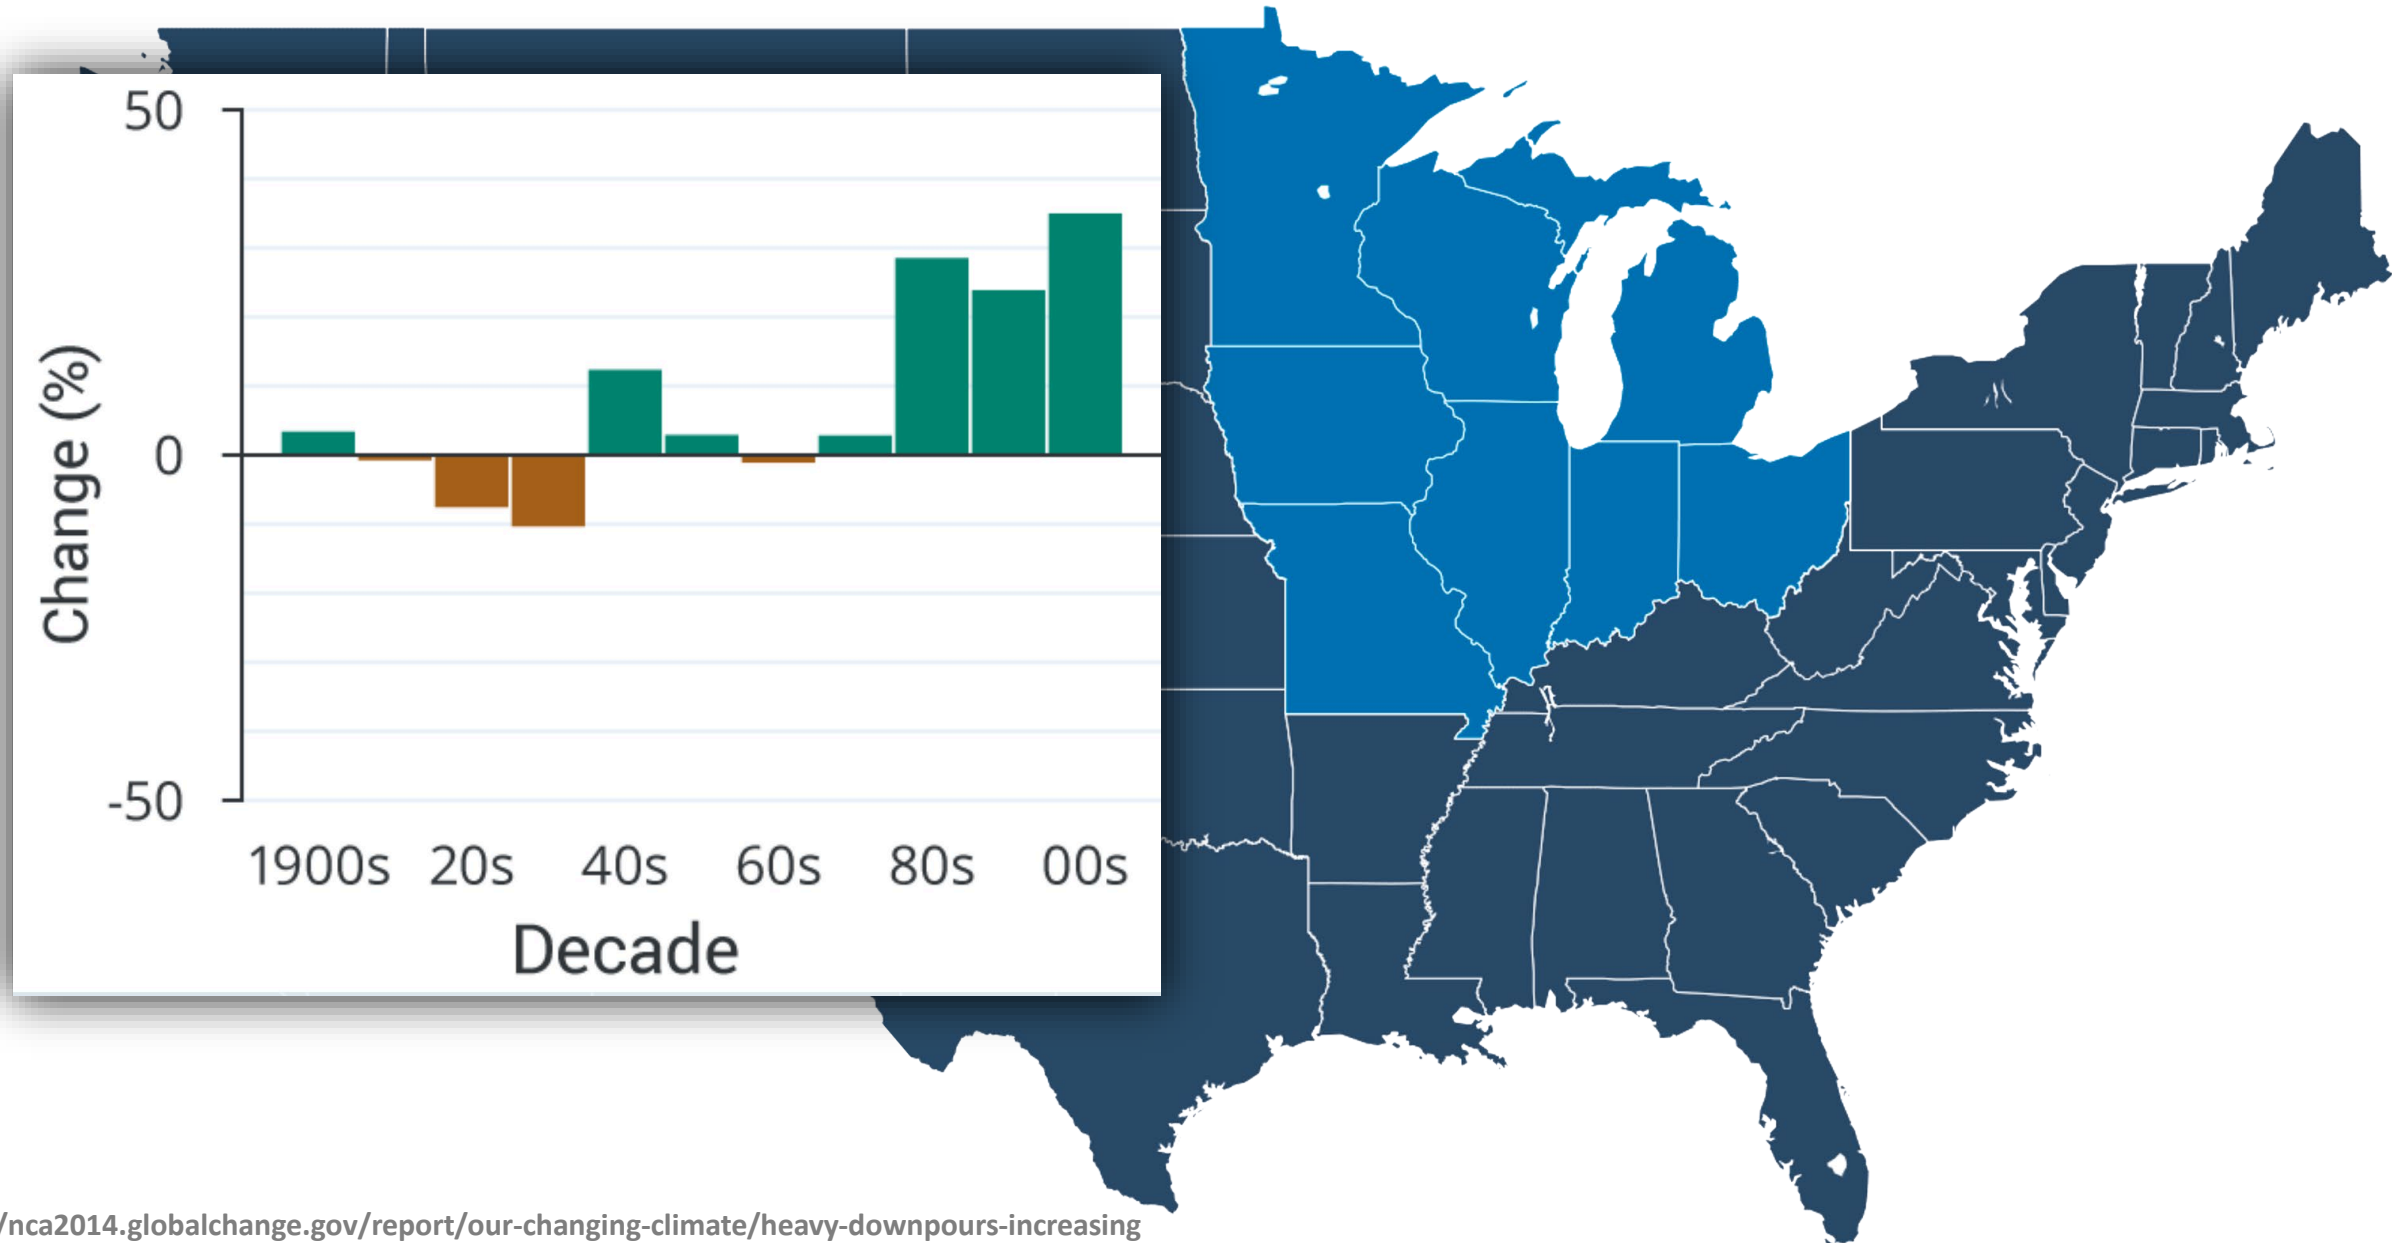 50
0
-50
Change (%)
1900s 20s 40s 60s 80s 00s
Decade
/nca2014.globalchange.gov/report/our-changing-climate/heavy-downpours-increasing